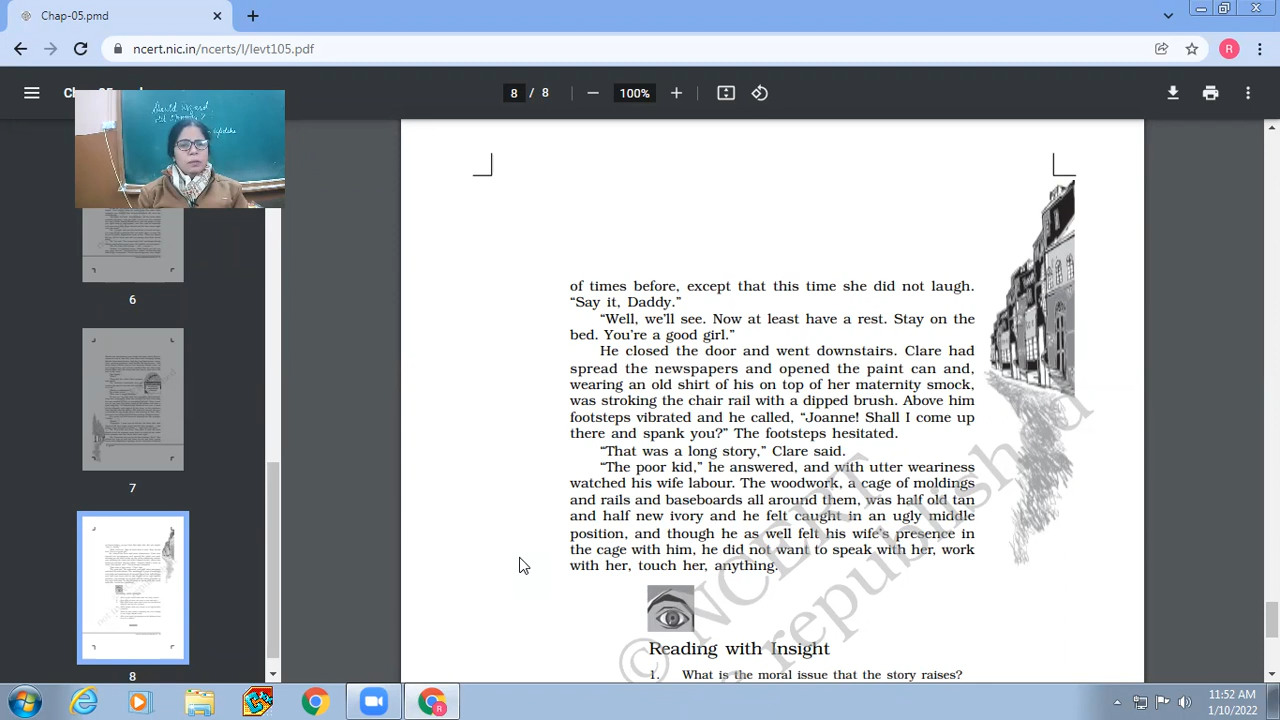 Chap-05.pmd
ncert.nic.in/ncerts/l/levt105.pdf
R
8 / 8
100%
6
7
8
of times before, except that this time she did not laugh.
“Say it, Daddy.”
“Well, we'll see. Now at least have a rest. Stay on the
bed. You're a good girl.”
He closed the door and went downstairs. Clare had
spread the newspapers and opened the paint can and,
wearing an old shirt of his on top of her maternity smock,
was stroking the chair rail with a dipped brush. Above him
footsteps vibrated and he called, “Joanne! Shall I come up
there and spank you?” The footsteps hesitated.
“That was a long story,” Clare said.
“The poor kid,” he answered, and with utter weariness
watched his wife labour. The woodwork, a cage of moldings
and rails and baseboards all around them, was half old tan
and half new ivory and he felt caught in an ugly middle
position, and though he as well felt his wife's presence in
the cage with him, he did not want to speak with her, work
with her, touch her, anything.
© NCERT
republished
Reading with Insight
1. What is the moral issue that the story raises?
11:52 AM
1/10/2022